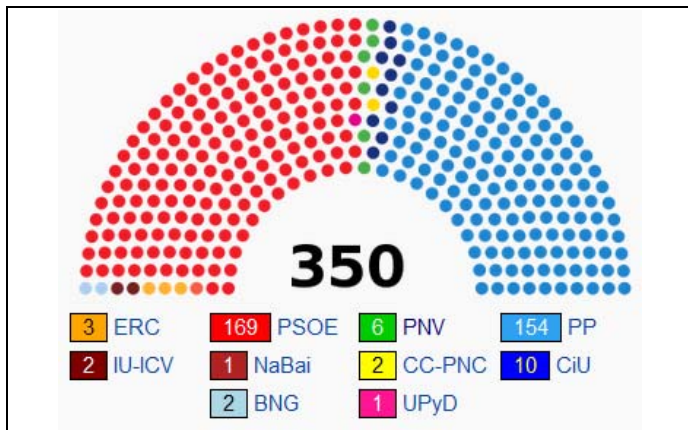 350
3 ERC 169 PSOE 6 PNV 154 PP
2 IU-ICV 1 NaBai 2 CC-PNC 10 CiU
2 BNG 1 UPyD